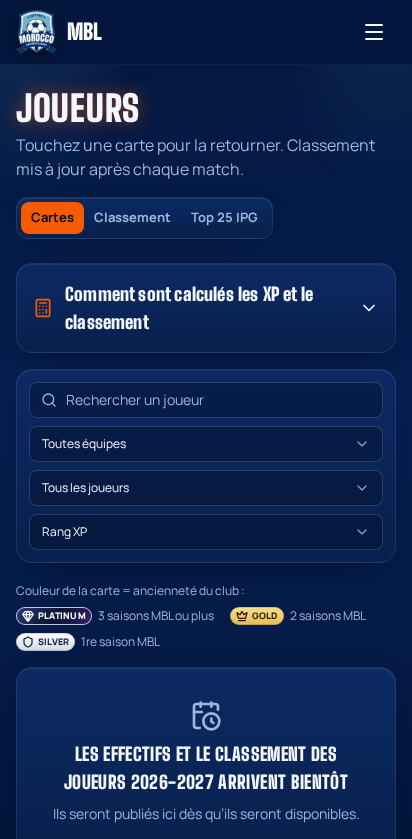 MOROCCO
MBL
JOUEURS
Touchez une carte pour la retourner. Classement
mis à jour après chaque match.
Cartes
Classement
Top 25 IPG
Comment sont calculés les XP et le
classement
Rechercher un joueur
Toutes équipes
Tous les joueurs
Rang XP
Couleur de la carte = ancienneté du club :
PLATINUM 3 saisons MBL ou plus
GOLD 2 saisons MBL
SILVER 1re saison MBL
LES EFFECTIFS ET LE CLASSEMENT DES
JOUEURS 2026-2027 ARRIVENT BIENTÔT
Ils seront publiés ici dès qu'ils seront disponibles.